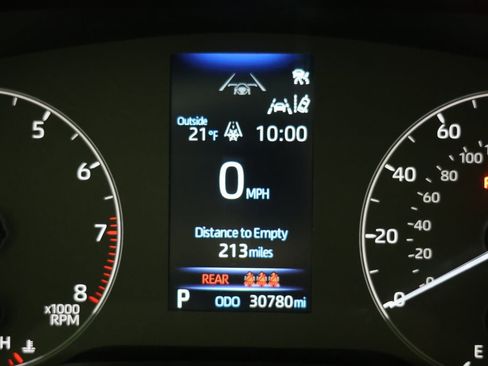 Outside
21°F 10:00
0 MPH
Distance to Empty
213 miles
REAR
P ODO 30780 mi
5
6
7
8
x1000
RPM
H
60
40
20
0
100
80
60
40
20
0
E